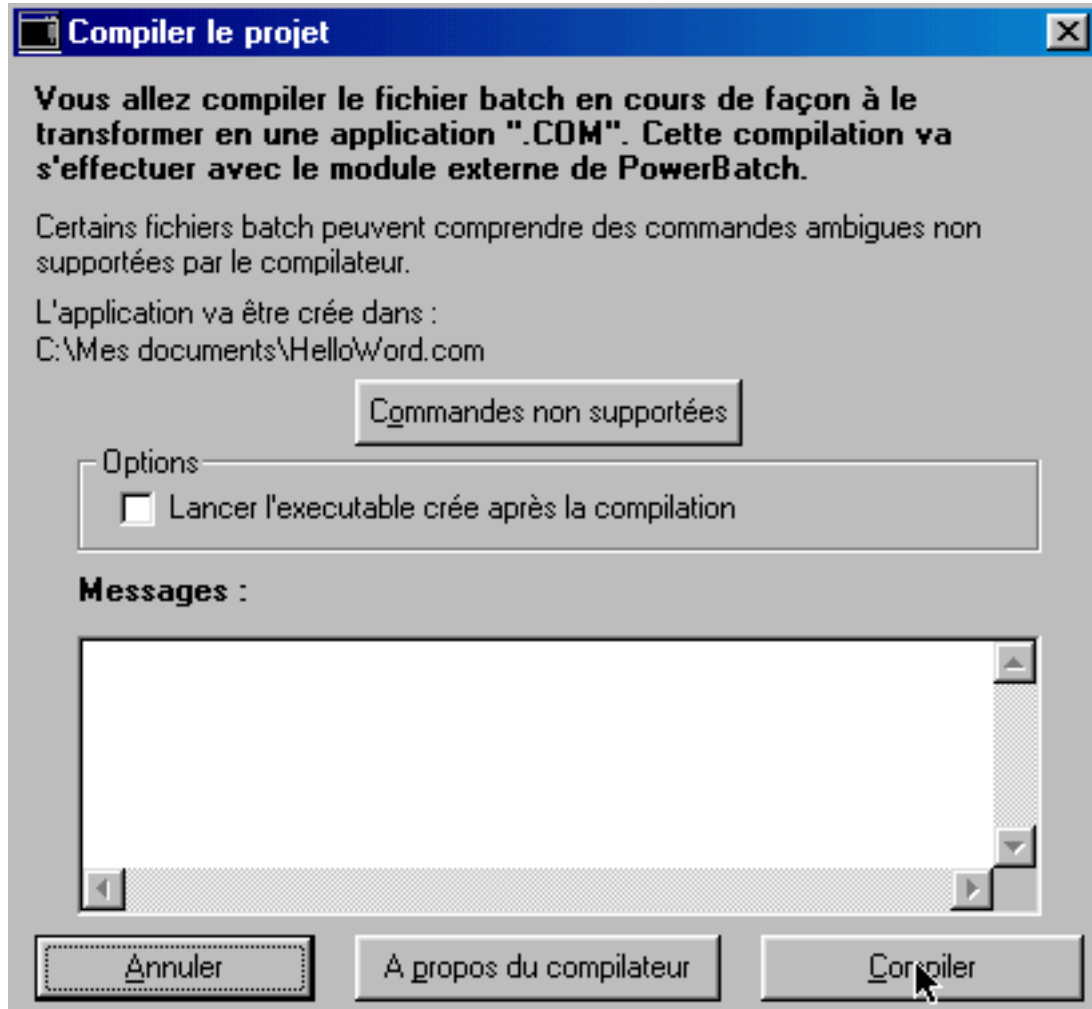 Compiler le projet
Vous allez compiler le fichier batch en cours de façon à le
transformer en une application ".COM". Cette compilation va
s'effectuer avec le module externe de PowerBatch.
Certains fichiers batch peuvent comprendre des commandes ambigues non
supportées par le compilateur.
L'application va être crée dans :
C:\Mes documents\HelloWord.com
Commandes non supportées
Options
Lancer l'executable crée après la compilation
Messages :
Annuler
A propos du compilateur
Compiler